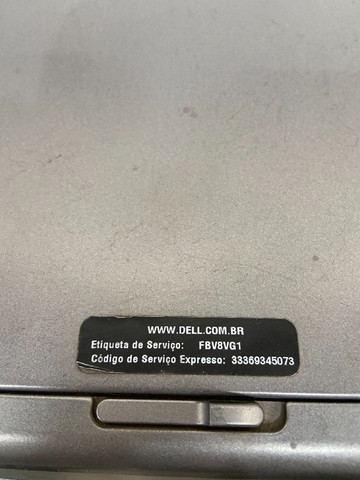 WWW.DELL.COM.BR
Etiqueta de Serviço: FBV8VG1
Código de Serviço Expresso: 33369345073